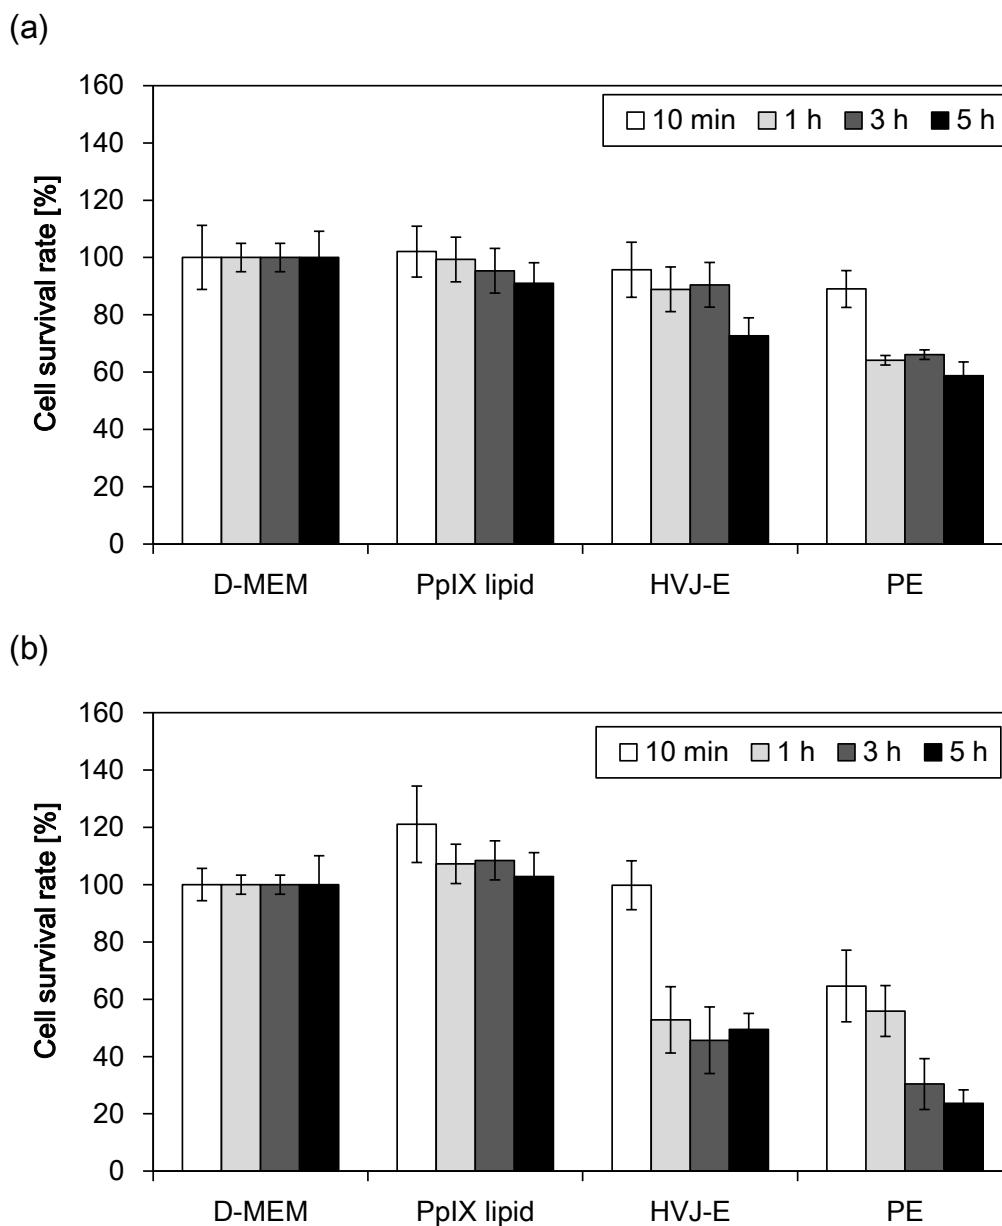 (a)
160
140
120
100
80
60
40
20
0
Cell survival rate [%]
10 min 1 h 3 h 5 h
D-MEM PpIX lipid HVJ-E PE
(b)
160
140
120
100
80
60
40
20
0
Cell survival rate [%]
10 min 1 h 3 h 5 h
D-MEM PpIX lipid HVJ-E PE